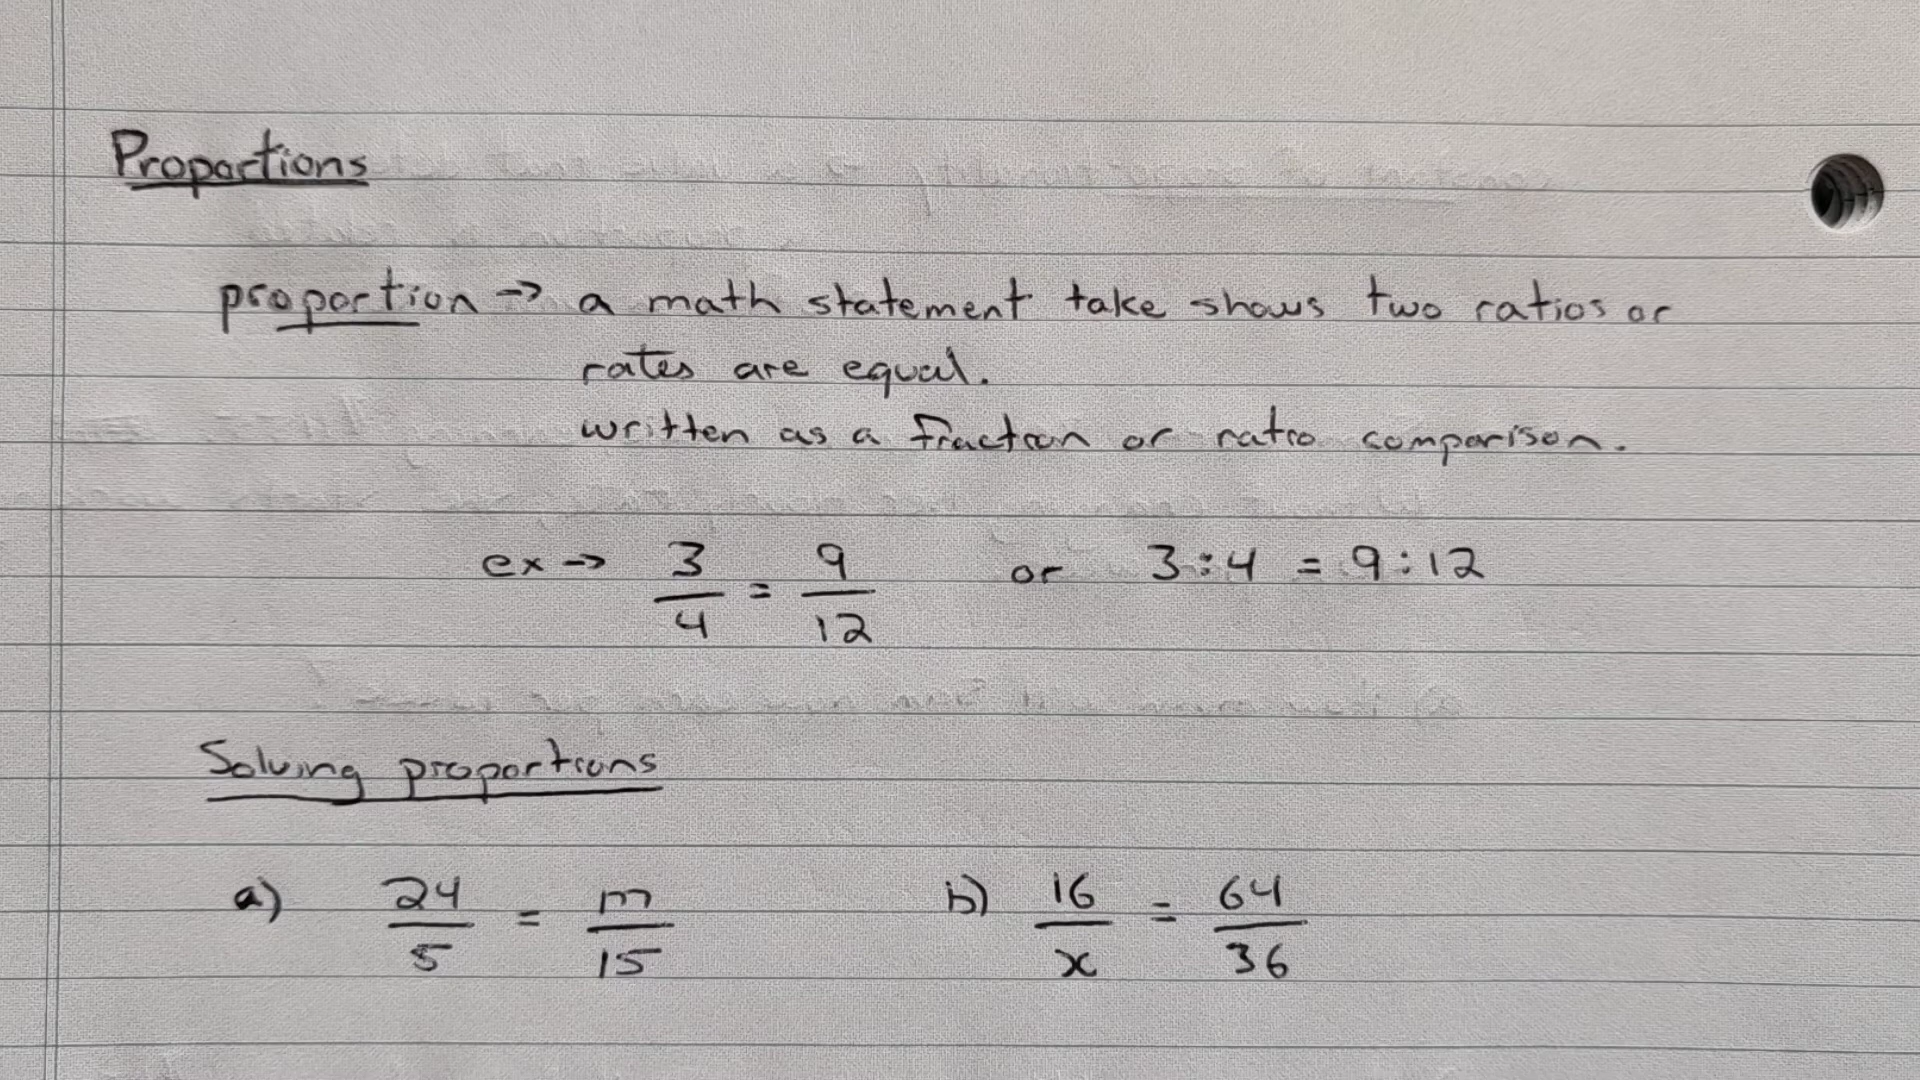 Proportions
proportion -> a math statement take shows two ratios or
rates are equal.
written as a fraction or ratio comparison.
ex -> 3/4 = 9/12 or 3:4 = 9:12
Solving proportions
a) 24/5 = m/15 b) 16/x = 64/36